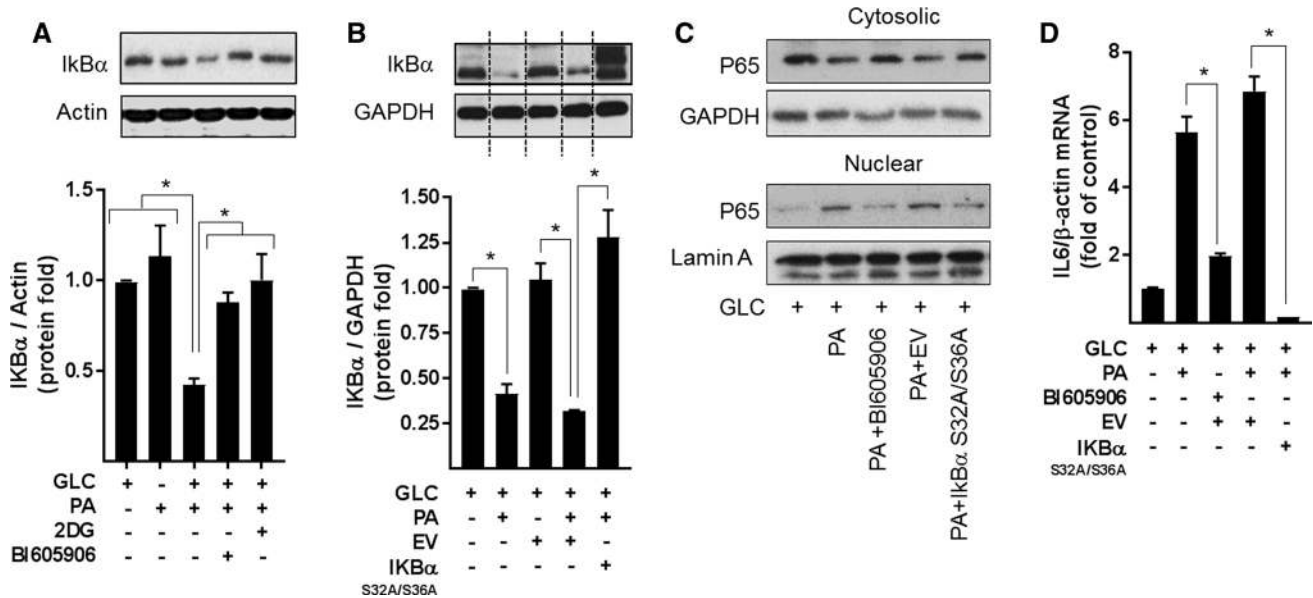 A
IkBα
Actin
IKBα / Actin
(protein fold)
1.5
1.0
0.5
*
*
GLC + - + + +
PA - + + + +
2DG - - - - +
BI605906 - - - + -
B
IkBα
GAPDH
IKBα / GAPDH
(protein fold)
1.50
1.25
1.00
0.75
0.50
0.25
*
*
*
GLC + + + + +
PA - + - + +
EV - - + + -
IKBα - - - - +
S32A/S36A
C
Cytosolic
P65
GAPDH
Nuclear
P65
Lamin A
GLC + + + + +
PA
PA +BI605906
PA+EV
PA+IkBα S32A/S36A
D
IL6/β-actin mRNA
(fold of control)
8
6
4
2
*
*
GLC + + + + +
PA - + + + +
BI605906 - - + - -
EV - - + + -
IKBα - - - - +
S32A/S36A